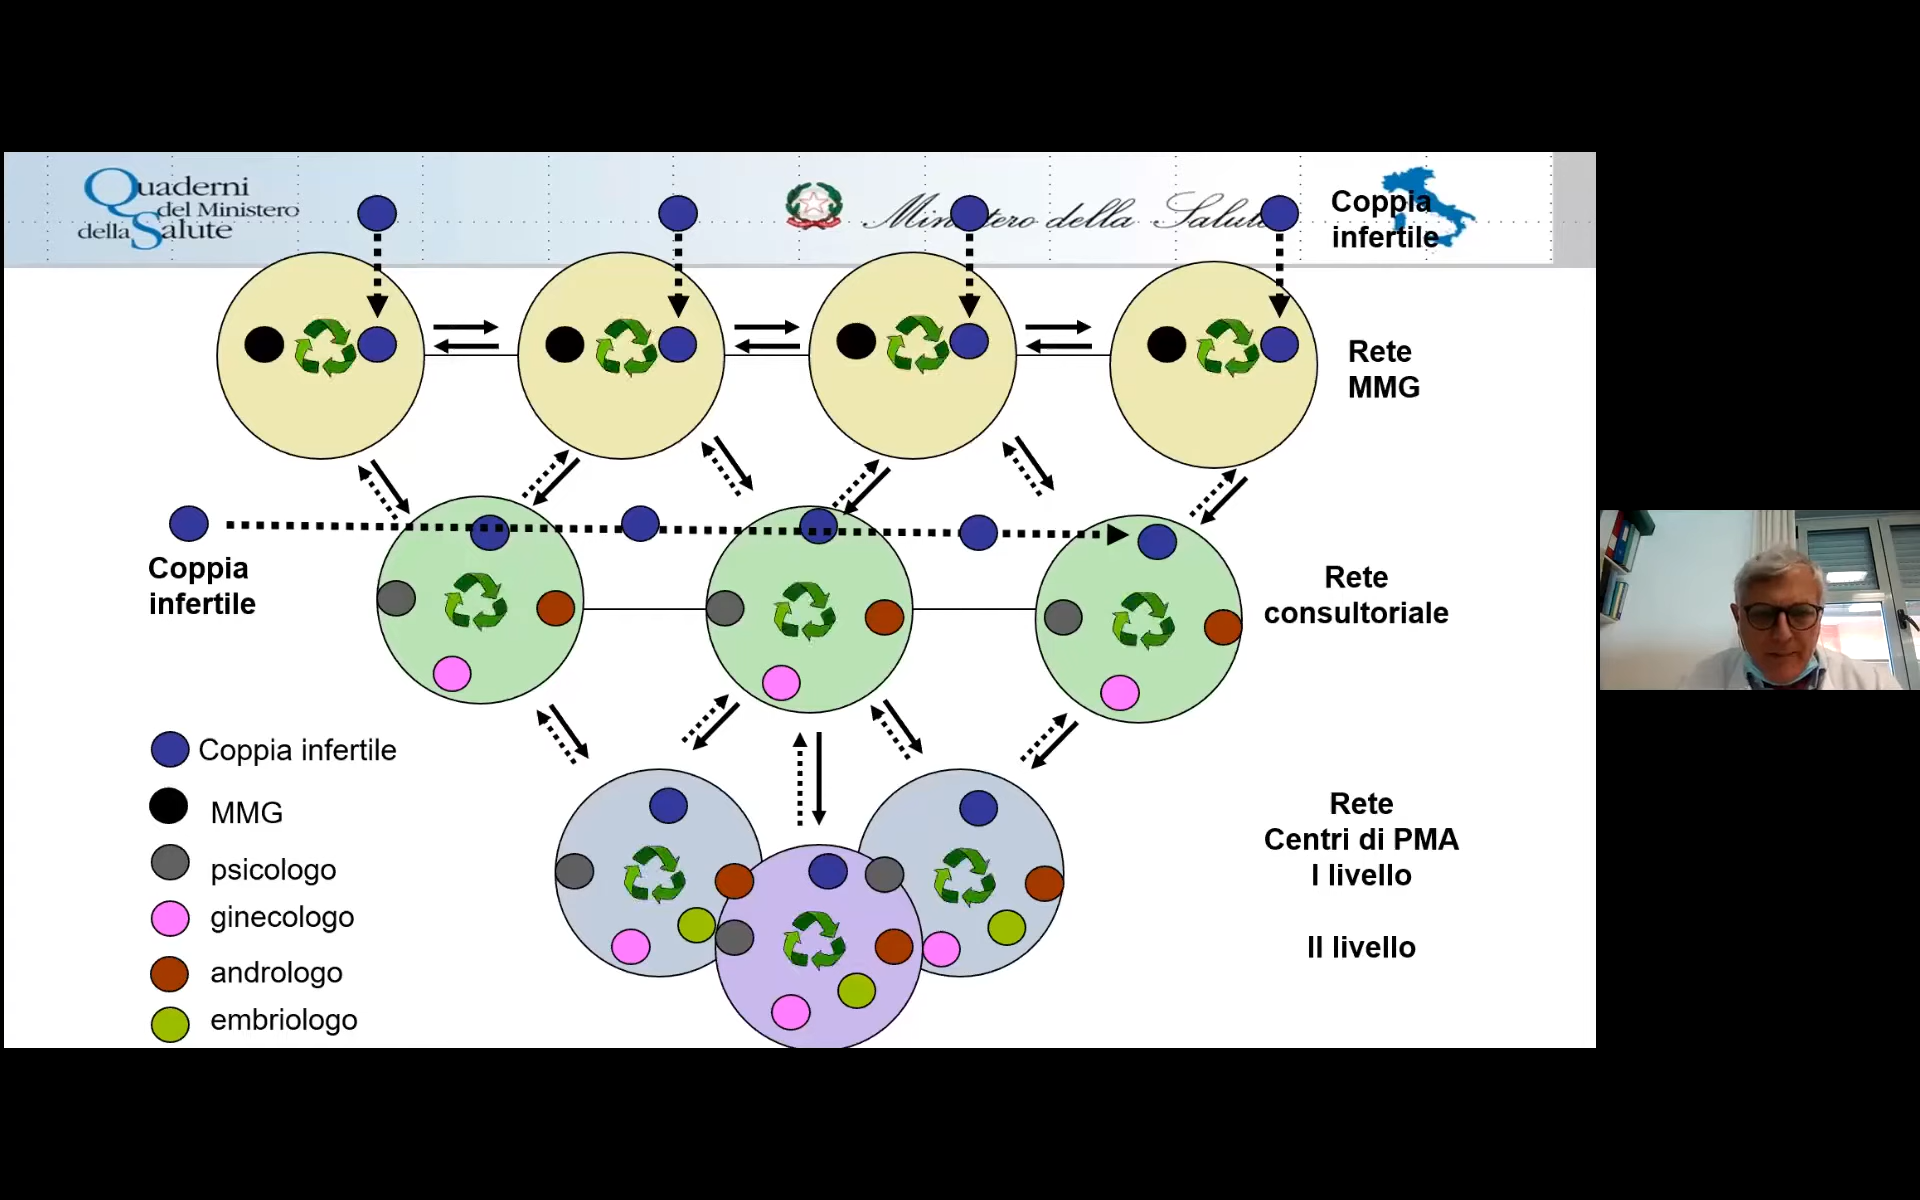 Quaderni
del Ministero
della Salute
Ministero della Salute
Coppia
infertile
Rete
MMG
Coppia
infertile
Rete
consultoriale
Coppia infertile
MMG
psicologo
ginecologo
andrologo
embriologo
Rete
Centri di PMA
I livello
II livello